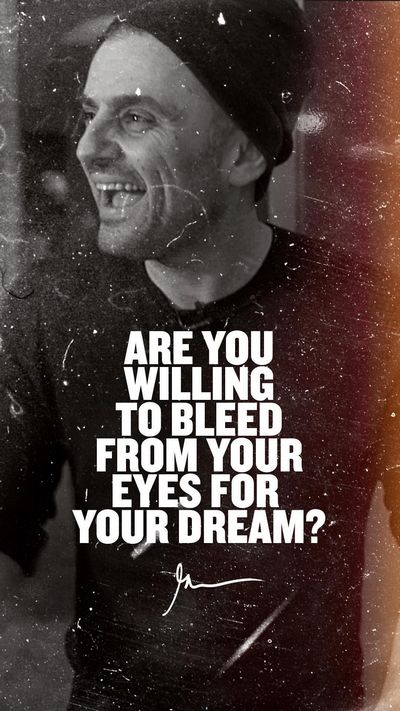 ARE YOU
WILLING
TO BLEED
FROM YOUR
EYES FOR
YOUR DREAM?